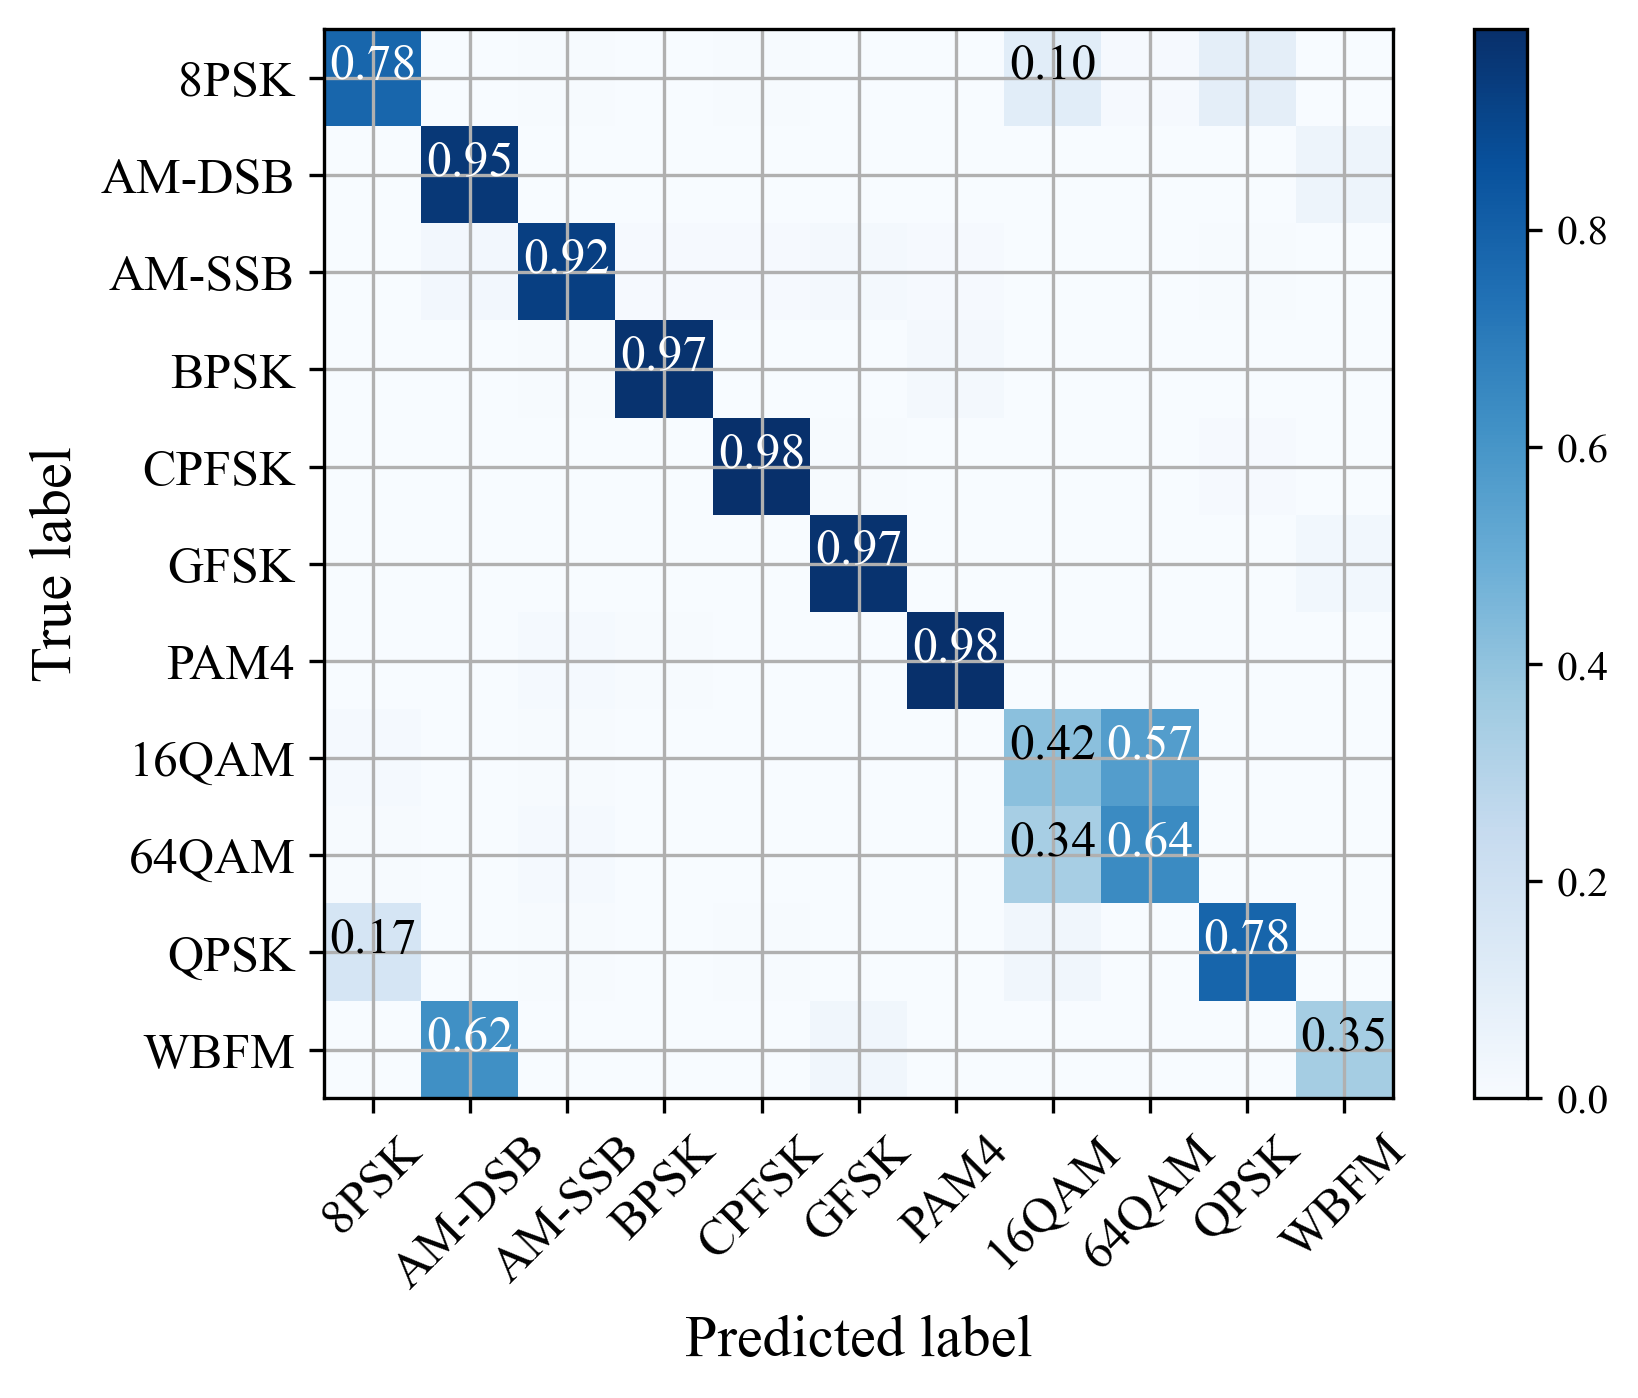 8PSK 0.78 0.10
AM-DSB 0.95
AM-SSB 0.92
BPSK 0.97
CPFSK 0.98
GFSK 0.97
PAM4 0.98
16QAM 0.42 0.57
64QAM 0.34 0.64
QPSK 0.17 0.78
WBFM 0.62 0.35
True label
8PSK AM-DSB AM-SSB BPSK CPFSK GFSK PAM4 16QAM 64QAM QPSK WBFM
Predicted label
0.8
0.6
0.4
0.2
0.0